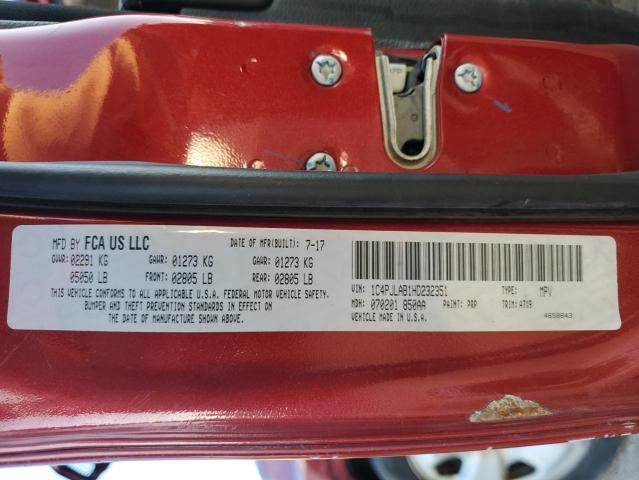 MFD BY FCA US LLC DATE OF MFR(BUILT): 7-17
GVWR: 02291 KG GAWR: 01273 KG GAWR: 01273 KG
05050 LB FRONT: 02805 LB REAR: 02805 LB
THIS VEHICLE CONFORMS TO ALL APPLICABLE U.S.A. FEDERAL MOTOR VEHICLE SAFETY,
BUMPER AND THEFT PREVENTION STANDARDS IN EFFECT ON
THE DATE OF MANUFACTURE SHOWN ABOVE.
VIN: 1C4PJLAB1HD232351 TYPE: MPV
MDH: 070201 850AA PAINT: PRP TRIM: A7X9
VEHICLE MADE IN U.S.A. 4658843